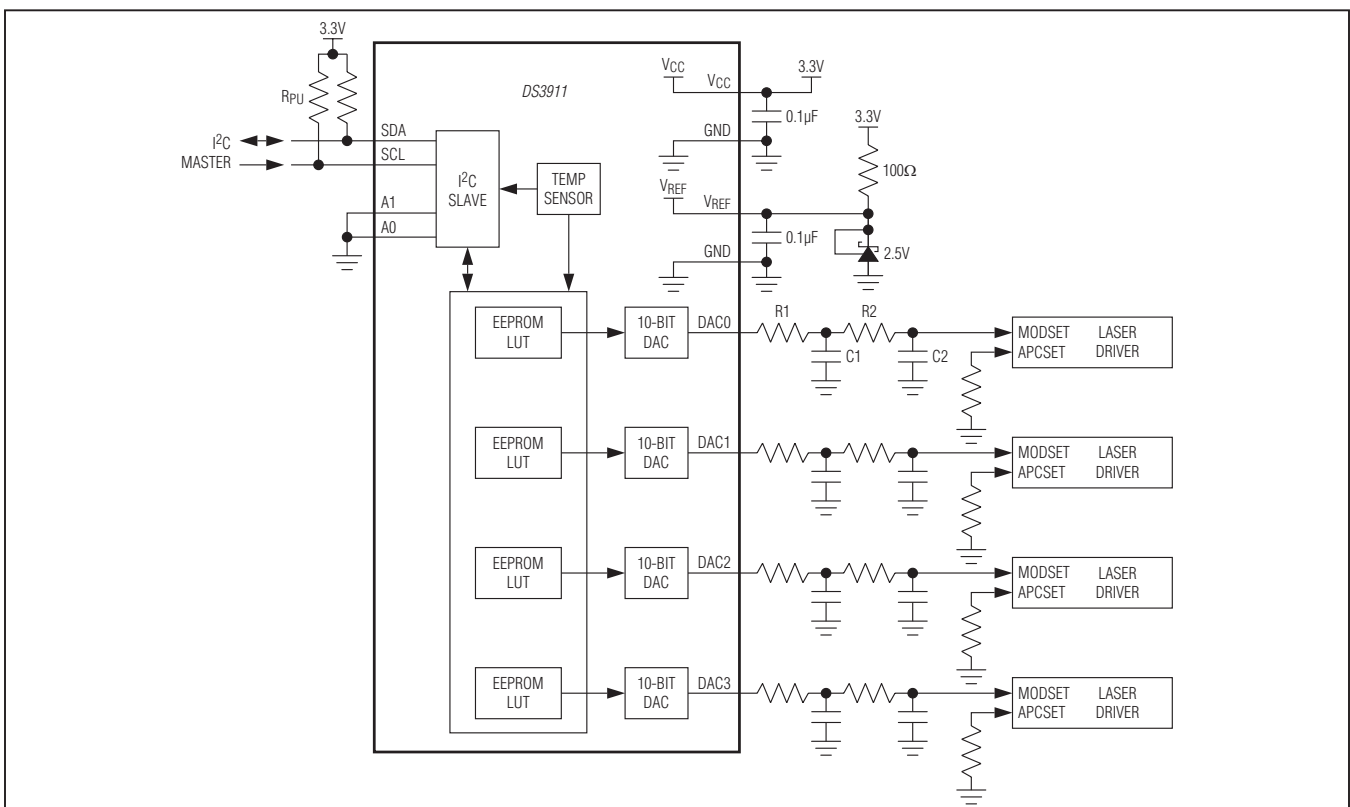 3.3V
RPU
I2C
MASTER
SDA
SCL
A1
A0
DS3911
I2C
SLAVE
TEMP
SENSOR
VCC
VCC
3.3V
0.1µF
GND
3.3V
100Ω
VREF
VREF
0.1µF
GND
2.5V
EEPROM
LUT
10-BIT
DAC
DAC0
R1
R2
C1
C2
MODSET LASER
APCSET DRIVER
EEPROM
LUT
10-BIT
DAC
DAC1
MODSET LASER
APCSET DRIVER
EEPROM
LUT
10-BIT
DAC
DAC2
MODSET LASER
APCSET DRIVER
EEPROM
LUT
10-BIT
DAC
DAC3
MODSET LASER
APCSET DRIVER